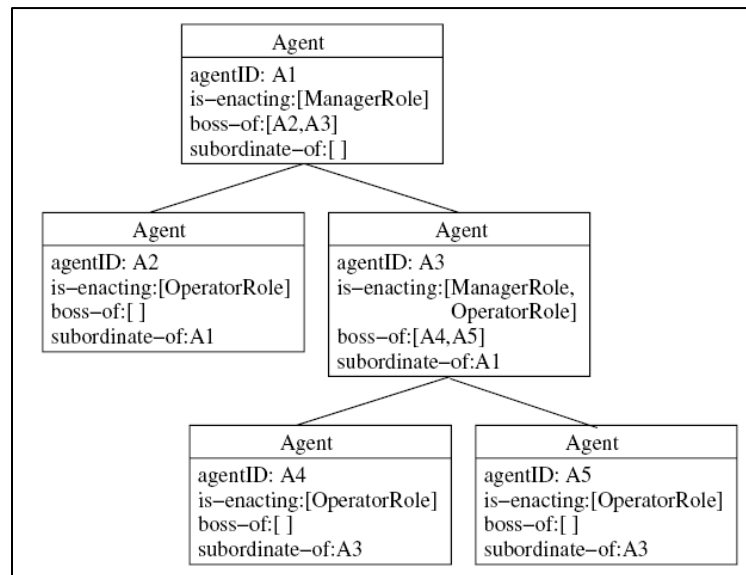 Agent
agentID: A1
is−enacting:[ManagerRole]
boss−of:[A2,A3]
subordinate−of:[ ]
Agent
agentID: A2
is−enacting:[OperatorRole]
boss−of:[ ]
subordinate−of:A1
Agent
agentID: A3
is−enacting:[ManagerRole,
OperatorRole]
boss−of:[A4,A5]
subordinate−of:A1
Agent
agentID: A4
is−enacting:[OperatorRole]
boss−of:[ ]
subordinate−of:A3
Agent
agentID: A5
is−enacting:[OperatorRole]
boss−of:[ ]
subordinate−of:A3